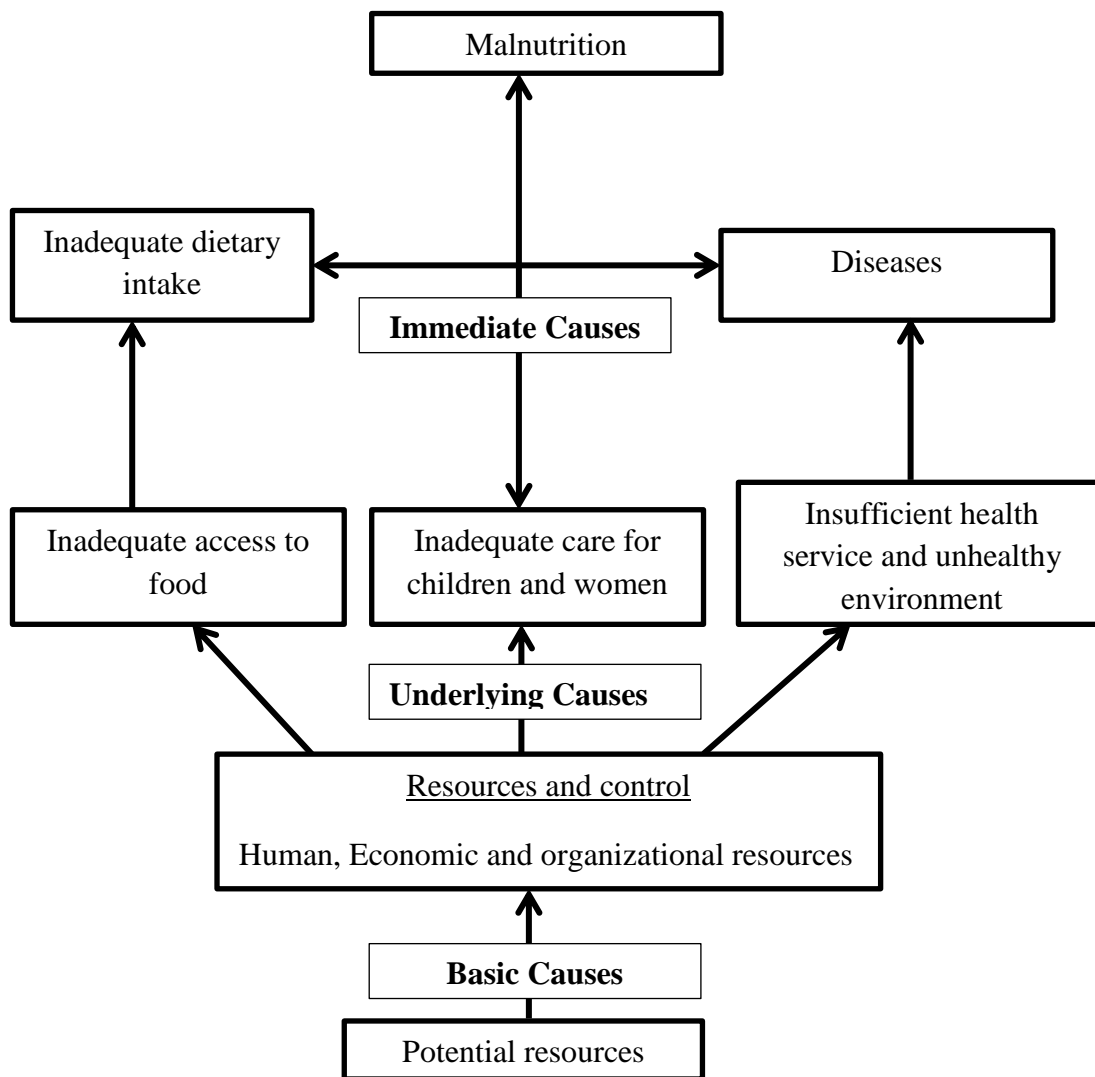 Malnutrition
Inadequate dietary
intake
Diseases
Immediate Causes
Inadequate access to
food
Inadequate care for
children and women
Insufficient health
service and unhealthy
environment
Underlying Causes
Resources and control
Human, Economic and organizational resources
Basic Causes
Potential resources